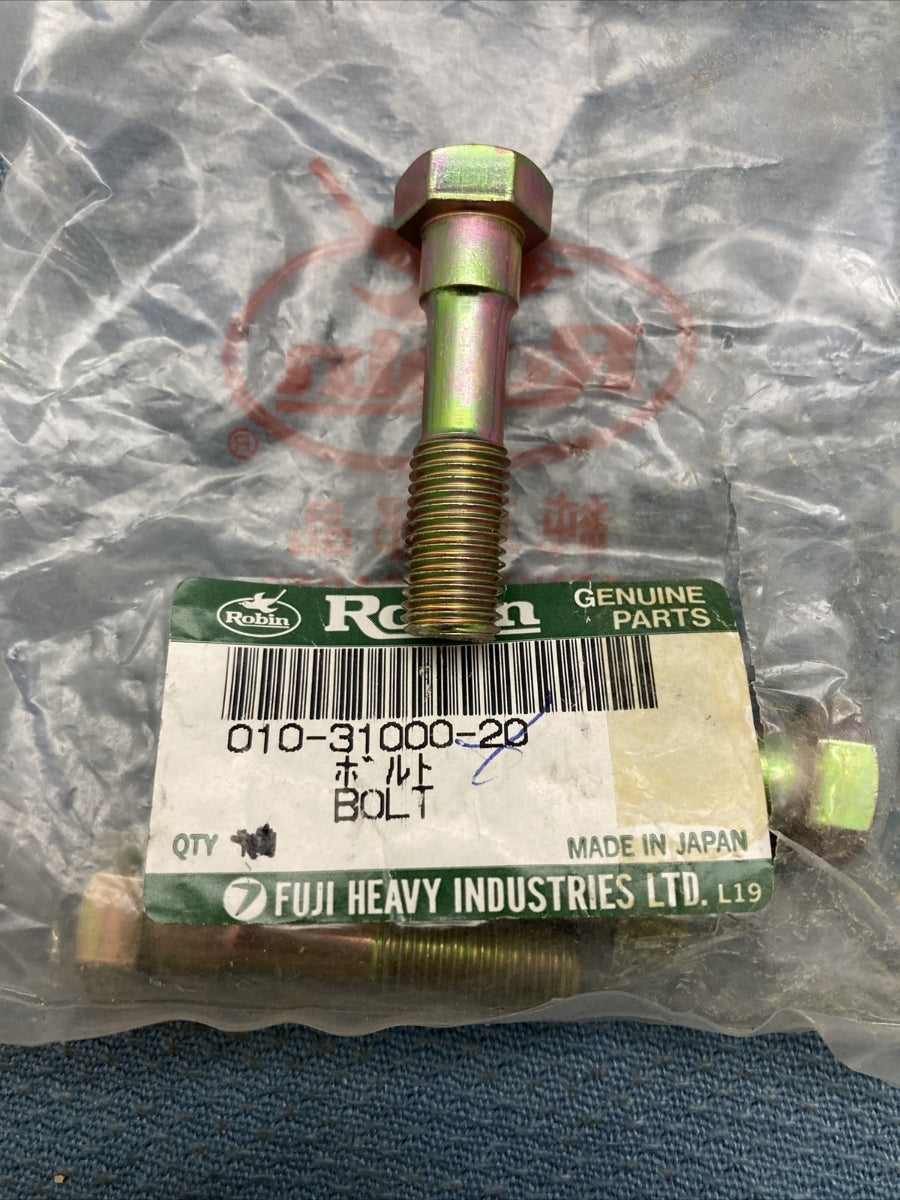 Robin
®
Robin
Robin
GENUINE
PARTS
010-31000-20
ボルト
BOLT
QTY
MADE IN JAPAN
FUJI HEAVY INDUSTRIES LTD. L19